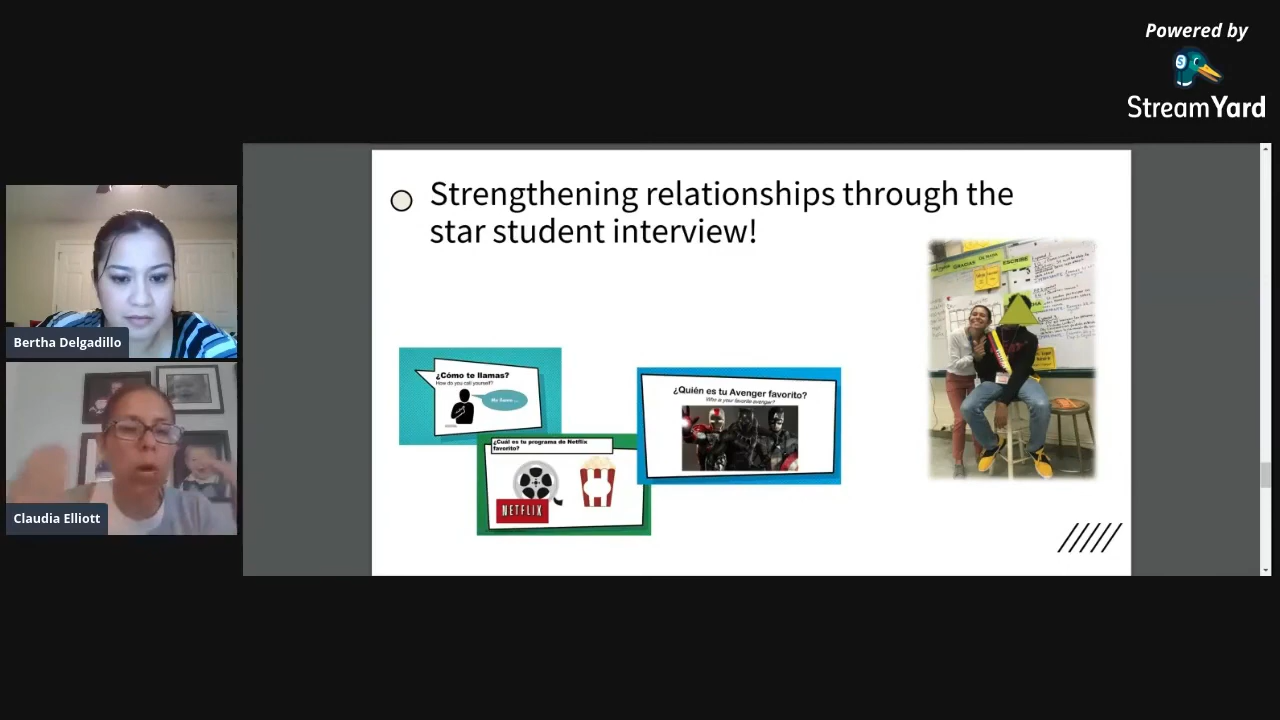 Powered by
StreamYard
Strengthening relationships through the
star student interview!
Bertha Delgadillo
Claudia Elliott
¿Cómo te llamas?
How do you call yourself?
Me llamo ...
¿Cuál es tu programa de Netflix
favorito?
NETFLIX
¿Quién es tu Avenger favorito?
Who is your favorite avenger?
GRACIAS
ESCRIBE